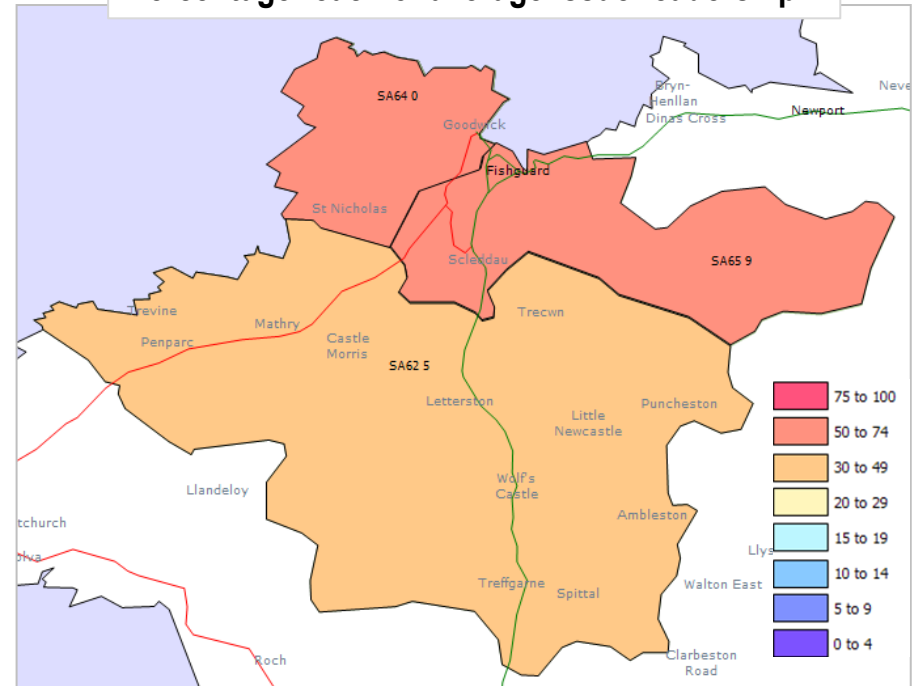 SA64 0
Bryn-
Henllan
Dinas Cross
Newport
Goodwick
Fishguard
St Nicholas
Scleddau
SA65 9
Trevine
Trecwn
Mathry
Penparc
Castle
Morris
SA62 5
Letterston
Little
Newcastle
Puncheston
Llandeloy
Wolf's
Castle
Ambleston
Treffgarne
Spittal
Walton East
Roch
Clarbeston
Road
75 to 100
50 to 74
30 to 49
20 to 29
15 to 19
10 to 14
5 to 9
0 to 4